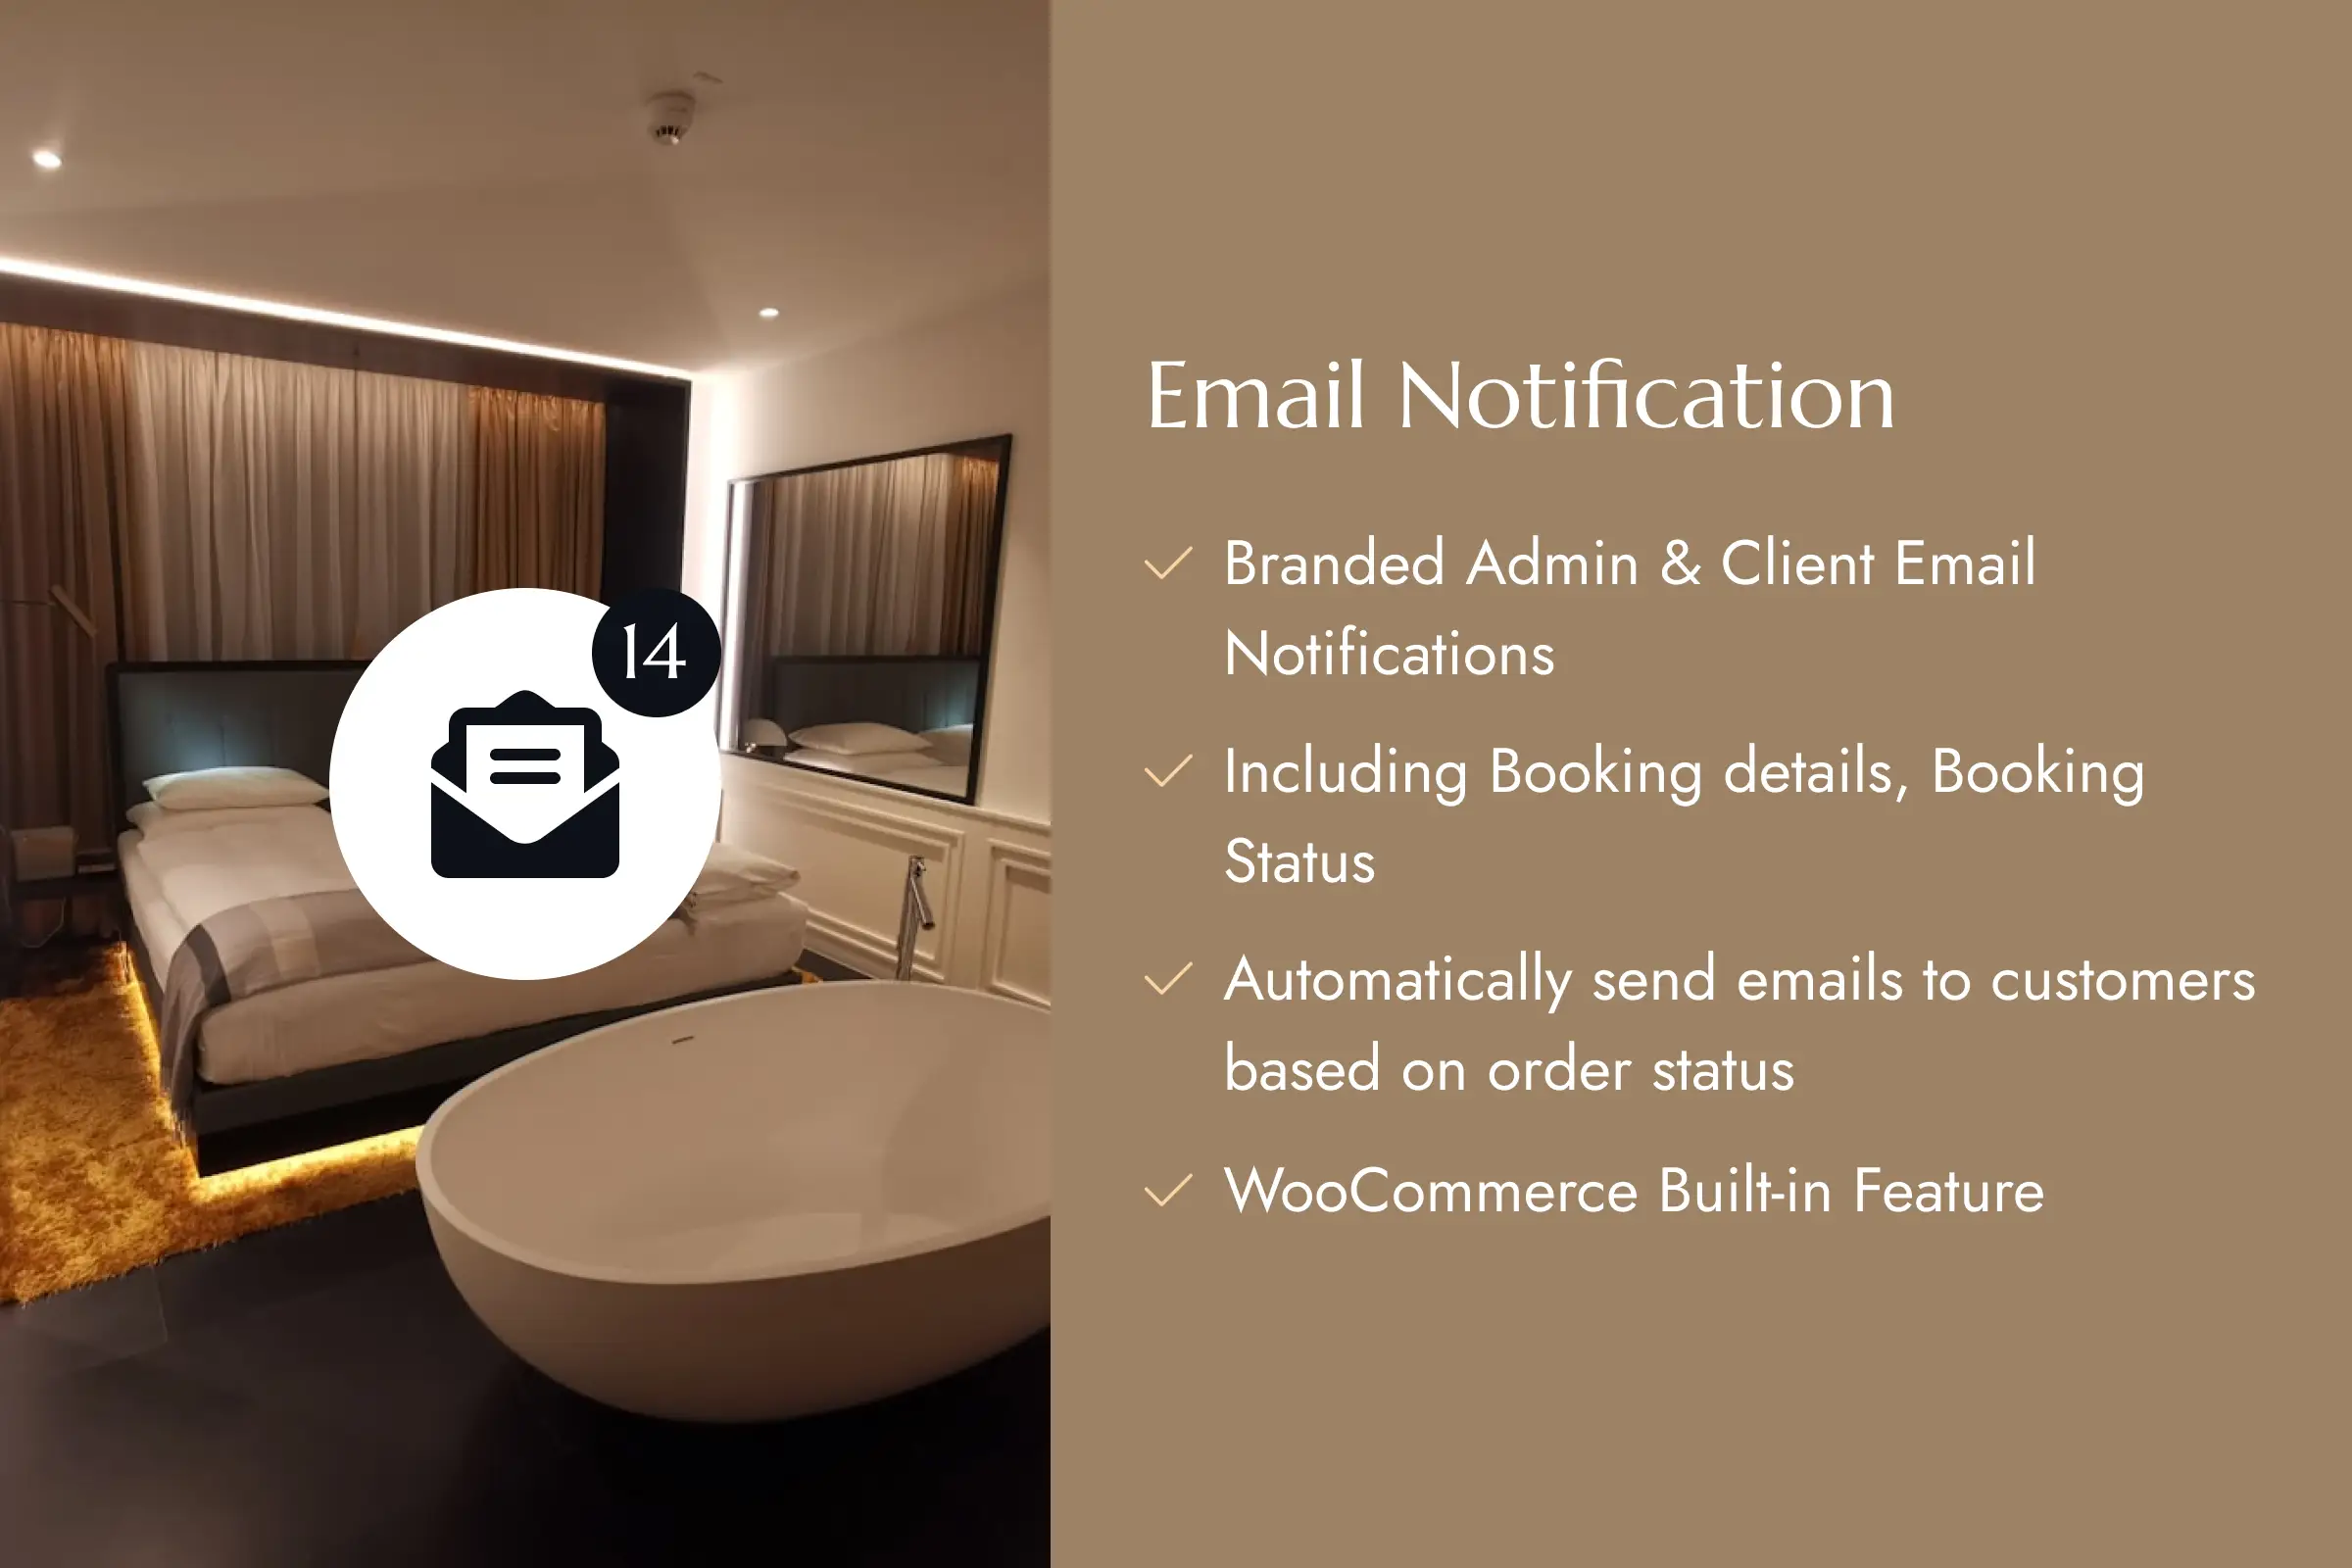 14
Email Notification
Branded Admin & Client Email
Notifications
Including Booking details, Booking
Status
Automatically send emails to customers
based on order status
WooCommerce Built-in Feature